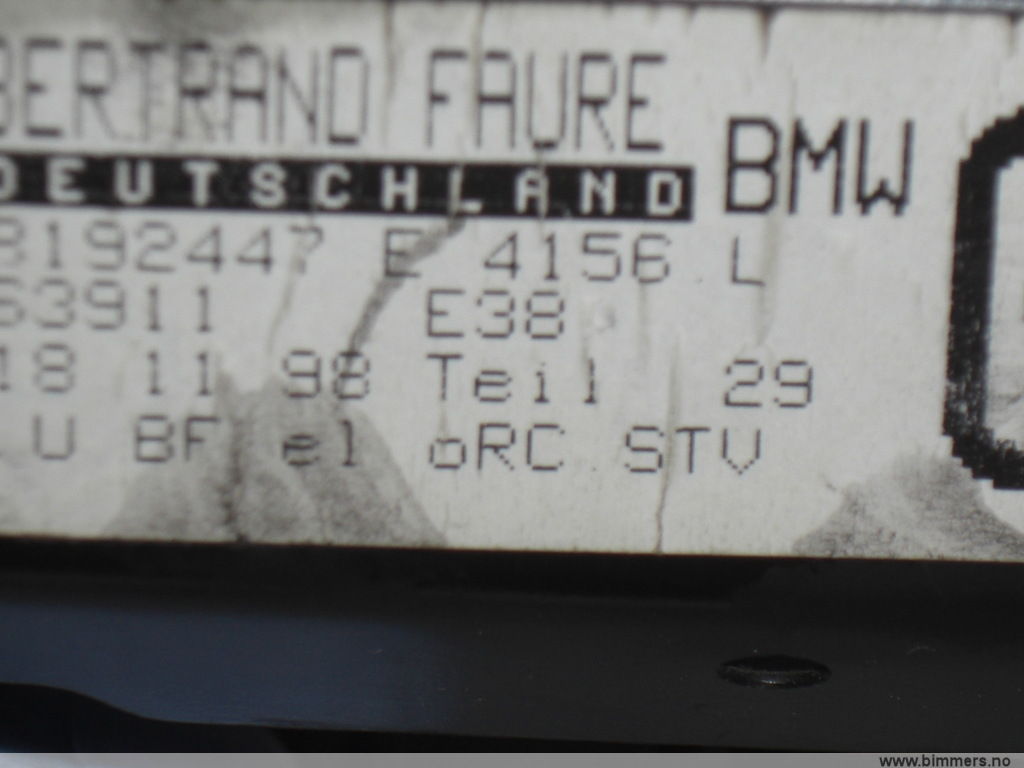 BERTRAND FAURE
BMW
DEUTSCHLAND
8192447 E 4156 L
63911 E38
18 11 98 Teil 29
U BF el oRC STV
www.bimmers.no